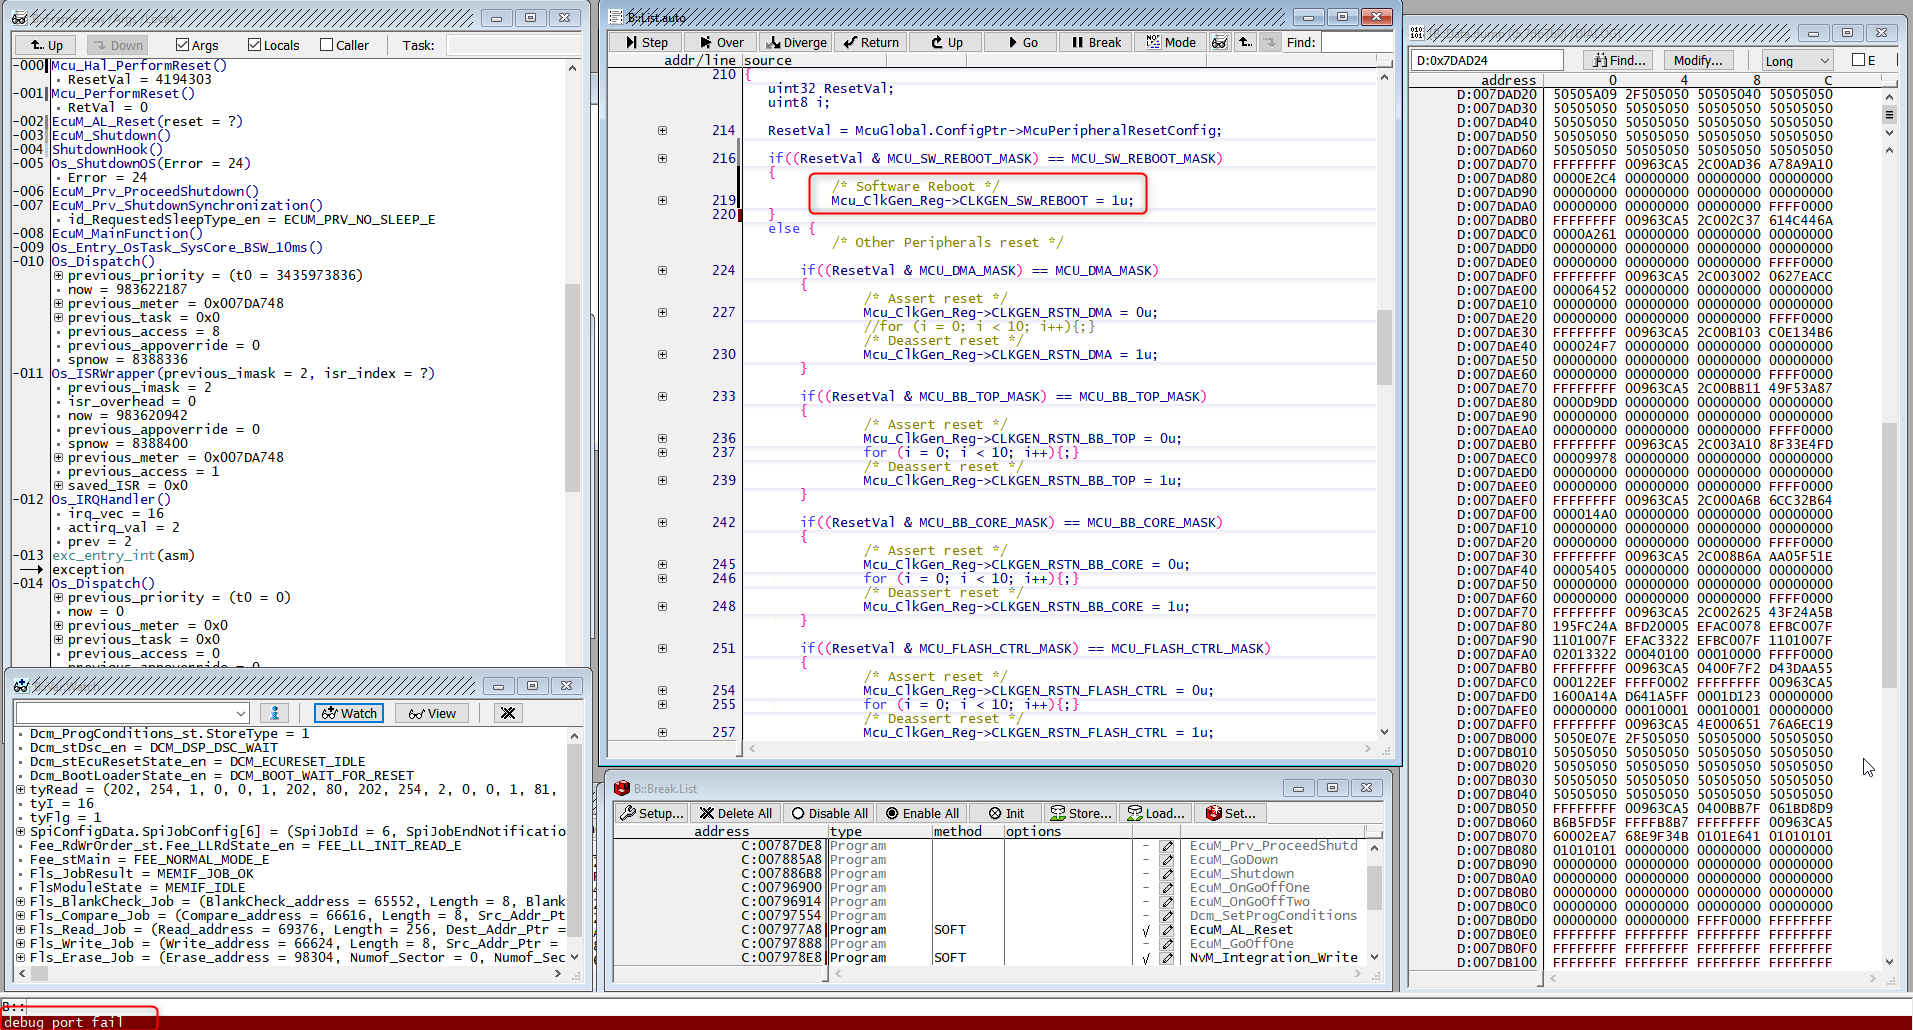 B::Frame.view /Args /Locals
Up
Down
Args
Locals
Caller
Task:
-000 Mcu_Hal_PerformReset()
ResetVal = 4194303
-001 Mcu_PerformReset()
RetVal = 0
-002 EcuM_AL_Reset(reset = ?)
-003 EcuM_Shutdown()
-004 ShutdownHook()
-005 Os_ShutdownOS(Error = 24)
Error = 24
-006 EcuM_Prv_ProceedShutdown()
-007 EcuM_Prv_ShutdownSynchronization()
id_RequestedSleepType_en = ECUM_PRV_NO_SLEEP_E
-008 EcuM_MainFunction()
-009 Os_Entry_OsTask_SysCore_BSW_10ms()
-010 Os_Dispatch()
previous_priority = (t0 = 3435973836)
now = 983622187
previous_meter = 0x007DA748
previous_task = 0x0
previous_access = 8
previous_appoverride = 0
spnow = 8388336
-011 Os_ISRWrapper(previous_imask = 2, isr_index = ?)
previous_imask = 2
isr_overhead = 0
now = 983620942
previous_appoverride = 0
spnow = 8388400
previous_meter = 0x007DA748
previous_access = 1
saved_ISR = 0x0
-012 Os_IRQHandler()
irq_vec = 16
actirq_val = 2
prev = 2
-013 exc_entry_int(asm)
exception
-014 Os_Dispatch()
previous_priority = (t0 = 0)
now = 0
previous_meter = 0x0
previous_task = 0x0
previous_access = 0
previous_appoverride = 0
B::Var.Watch
Watch
View
Dcm_ProgConditions_st.StoreType = 1
Dcm_stDsc_en = DCM_DSP_DSC_WAIT
Dcm_stEcuResetState_en = DCM_ECURESET_IDLE
Dcm_BootLoaderState_en = DCM_BOOT_WAIT_FOR_RESET
tyRead = (202, 254, 1, 0, 0, 1, 202, 80, 202, 254, 2, 0, 0, 1, 81,
tyI = 16
tyFlg = 1
SpiConfigData.SpiJobConfig[6] = (SpiJobId = 6, SpiJobEndNotificatio
Fee_RdWrOrder_st.Fee_LLRdState_en = FEE_LL_INIT_READ_E
Fee_stMain = FEE_NORMAL_MODE_E
Fls_JobResult = MEMIF_JOB_OK
FlsModuleState = MEMIF_IDLE
Fls_BlankCheck_Job = (BlankCheck_address = 65552, Length = 8, Blank
Fls_Compare_Job = (Compare_address = 66616, Length = 8, Src_Addr_Pt
Fls_Read_Job = (Read_address = 69376, Length = 256, Dest_Addr_Ptr =
Fls_Write_Job = (Write_address = 66624, Length = 8, Src_Addr_Ptr =
Fls_Erase_Job = (Erase_address = 98304, Numof_Sector = 0, Numof_Sec
B::List.auto
Step
Over
Diverge
Return
Up
Go
Break
Mode
Find:
addr/line source
210 {
uint32 ResetVal;
uint8 i;
214 ResetVal = McuGlobal.ConfigPtr->McuPeripheralResetConfig;
216 if((ResetVal & MCU_SW_REBOOT_MASK) == MCU_SW_REBOOT_MASK)
{
/* Software Reboot */
219 Mcu_ClkGen_Reg->CLKGEN_SW_REBOOT = 1u;
220 }
else {
/* Other Peripherals reset */
224 if((ResetVal & MCU_DMA_MASK) == MCU_DMA_MASK)
{
/* Assert reset */
227 Mcu_ClkGen_Reg->CLKGEN_RSTN_DMA = 0u;
//for (i = 0; i < 10; i++){;}
/* Deassert reset */
230 Mcu_ClkGen_Reg->CLKGEN_RSTN_DMA = 1u;
}
233 if((ResetVal & MCU_BB_TOP_MASK) == MCU_BB_TOP_MASK)
{
/* Assert reset */
236 Mcu_ClkGen_Reg->CLKGEN_RSTN_BB_TOP = 0u;
237 for (i = 0; i < 10; i++){;}
/* Deassert reset */
239 Mcu_ClkGen_Reg->CLKGEN_RSTN_BB_TOP = 1u;
}
242 if((ResetVal & MCU_BB_CORE_MASK) == MCU_BB_CORE_MASK)
{
/* Assert reset */
245 Mcu_ClkGen_Reg->CLKGEN_RSTN_BB_CORE = 0u;
246 for (i = 0; i < 10; i++){;}
/* Deassert reset */
248 Mcu_ClkGen_Reg->CLKGEN_RSTN_BB_CORE = 1u;
}
251 if((ResetVal & MCU_FLASH_CTRL_MASK) == MCU_FLASH_CTRL_MASK)
{
/* Assert reset */
254 Mcu_ClkGen_Reg->CLKGEN_RSTN_FLASH_CTRL = 0u;
255 for (i = 0; i < 10; i++){;}
/* Deassert reset */
257 Mcu_ClkGen_Reg->CLKGEN_RSTN_FLASH_CTRL = 1u;
B::Break.List
Setup...
Delete All
Disable All
Enable All
Init
Store...
Load...
Set...
address type method options
C:00787DE8 Program EcuM_Prv_ProceedShutd
C:007885A8 Program EcuM_GoDown
C:007886B8 Program EcuM_Shutdown
C:00796900 Program EcuM_OnGoOffOne
C:00796914 Program EcuM_OnGoOffTwo
C:00797554 Program Dcm_SetProgConditions
C:007977A8 Program SOFT EcuM_AL_Reset
C:00797888 Program EcuM_GoOffOne
C:007978E8 Program SOFT NvM_Integration_Write
D:0x7DAD24
Find...
Modify...
Long
E
address 0 4 8 C
D:007DAD20 50505A09 2F505050 50505040 50505050
D:007DAD30 50505050 50505050 50505050 50505050
D:007DAD40 50505050 50505050 50505050 50505050
D:007DAD50 50505050 50505050 50505050 50505050
D:007DAD60 50505050 50505050 50505050 50505050
D:007DAD70 FFFFFFFF 00963CA5 2C00AD36 A78A9A10
D:007DAD80 0000E2C4 00000000 00000000 00000000
D:007DAD90 00000000 00000000 00000000 00000000
D:007DADA0 00000000 00000000 00000000 FFFF0000
D:007DADB0 FFFFFFFF 00963CA5 2C002C37 614C446A
D:007DADC0 0000A261 00000000 00000000 00000000
D:007DADD0 00000000 00000000 00000000 00000000
D:007DADE0 00000000 00000000 00000000 FFFF0000
D:007DADF0 FFFFFFFF 00963CA5 2C003002 0627EACC
D:007DAE00 00006452 00000000 00000000 00000000
D:007DAE10 00000000 00000000 00000000 00000000
D:007DAE20 00000000 00000000 00000000 FFFF0000
D:007DAE30 FFFFFFFF 00963CA5 2C00B103 C0E134B6
D:007DAE40 000024F7 00000000 00000000 00000000
D:007DAE50 00000000 00000000 00000000 00000000
D:007DAE60 00000000 00000000 00000000 FFFF0000
D:007DAE70 FFFFFFFF 00963CA5 2C00BB11 49F53A87
D:007DAE80 0000D9DD 00000000 00000000 00000000
D:007DAE90 00000000 00000000 00000000 00000000
D:007DAEA0 00000000 00000000 00000000 FFFF0000
D:007DAEB0 FFFFFFFF 00963CA5 2C003A10 8F33E4FD
D:007DAEC0 00009978 00000000 00000000 00000000
D:007DAED0 00000000 00000000 00000000 00000000
D:007DAEE0 00000000 00000000 00000000 FFFF0000
D:007DAEF0 FFFFFFFF 00963CA5 2C000A6B 6CC32B64
D:007DAF00 000014A0 00000000 00000000 00000000
D:007DAF10 00000000 00000000 00000000 00000000
D:007DAF20 00000000 00000000 00000000 FFFF0000
D:007DAF30 FFFFFFFF 00963CA5 2C008B6A AA05F51E
D:007DAF40 00005405 00000000 00000000 00000000
D:007DAF50 00000000 00000000 00000000 00000000
D:007DAF60 00000000 00000000 00000000 FFFF0000
D:007DAF70 FFFFFFFF 00963CA5 2C002625 43F24A5B
D:007DAF80 195FC24A BFD20005 EFAC0078 EFBC007F
D:007DAF90 1101007F EFAC3322 EFBC007F 1101007F
D:007DAFA0 02013322 00040100 00010000 FFFF0000
D:007DAFB0 FFFFFFFF 00963CA5 0400F7F2 D43DAA55
D:007DAFC0 000122EF FFFF0002 FFFFFFFF 00963CA5
D:007DAFD0 1600A14A D641A5FF 0001D123 00000000
D:007DAFE0 00000000 00010001 00010001 00000000
D:007DAFF0 FFFFFFFF 00963CA5 4E000651 76A6EC19
D:007DB000 5050E07E 2F505050 50505000 50505050
D:007DB010 50505050 50505050 50505050 50505050
D:007DB020 50505050 50505050 50505050 50505050
D:007DB030 50505050 50505050 50505050 50505050
D:007DB040 50505050 50505050 50505050 50505050
D:007DB050 FFFFFFFF 00963CA5 0400BB7F 061BD8D9
D:007DB060 B6B5FD5F FFFFB8B7 FFFFFFFF 00963CA5
D:007DB070 60002EA7 68E9F34B 0101E641 01010101
D:007DB080 01010101 00000000 00000000 00000000
D:007DB090 00000000 00000000 00000000 00000000
D:007DB0A0 00000000 00000000 00000000 00000000
D:007DB0B0 00000000 00000000 00000000 00000000
D:007DB0C0 00000000 00000000 00000000 00000000
D:007DB0D0 00000000 00000000 FFFF0000 FFFFFFFF
D:007DB0E0 FFFFFFFF FFFFFFFF FFFFFFFF FFFFFFFF
D:007DB0F0 FFFFFFFF FFFFFFFF FFFFFFFF FFFFFFFF
D:007DB100 FFFFFFFF FFFFFFFF FFFFFFFF FFFFFFFF
B::
debug port fail